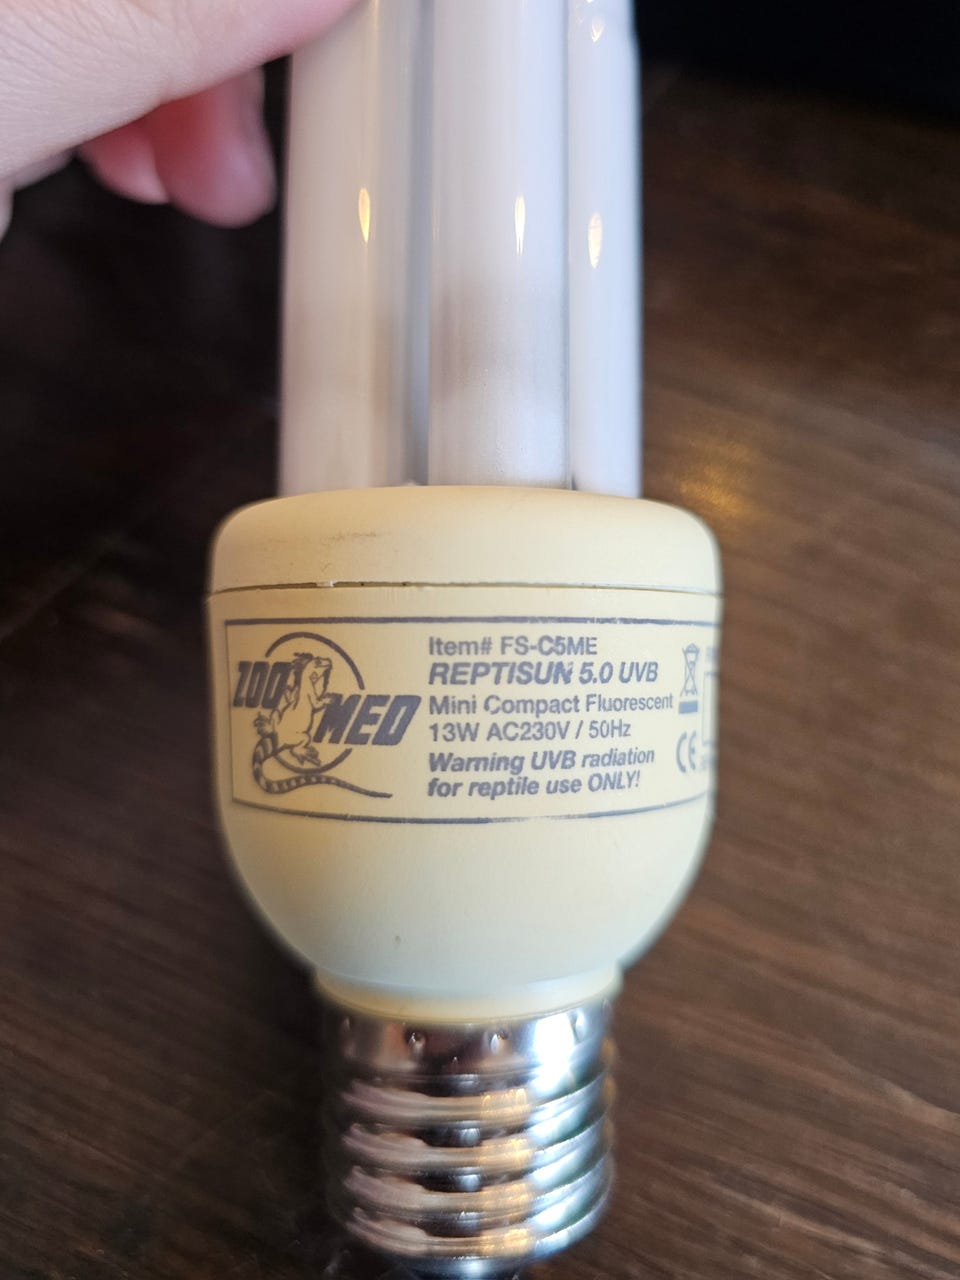 ZOO MED
Item# FS-C5ME
REPTISUN 5.0 UVB
Mini Compact Fluorescent
13W AC230V / 50Hz
Warning UVB radiation
for reptile use ONLY!
CE